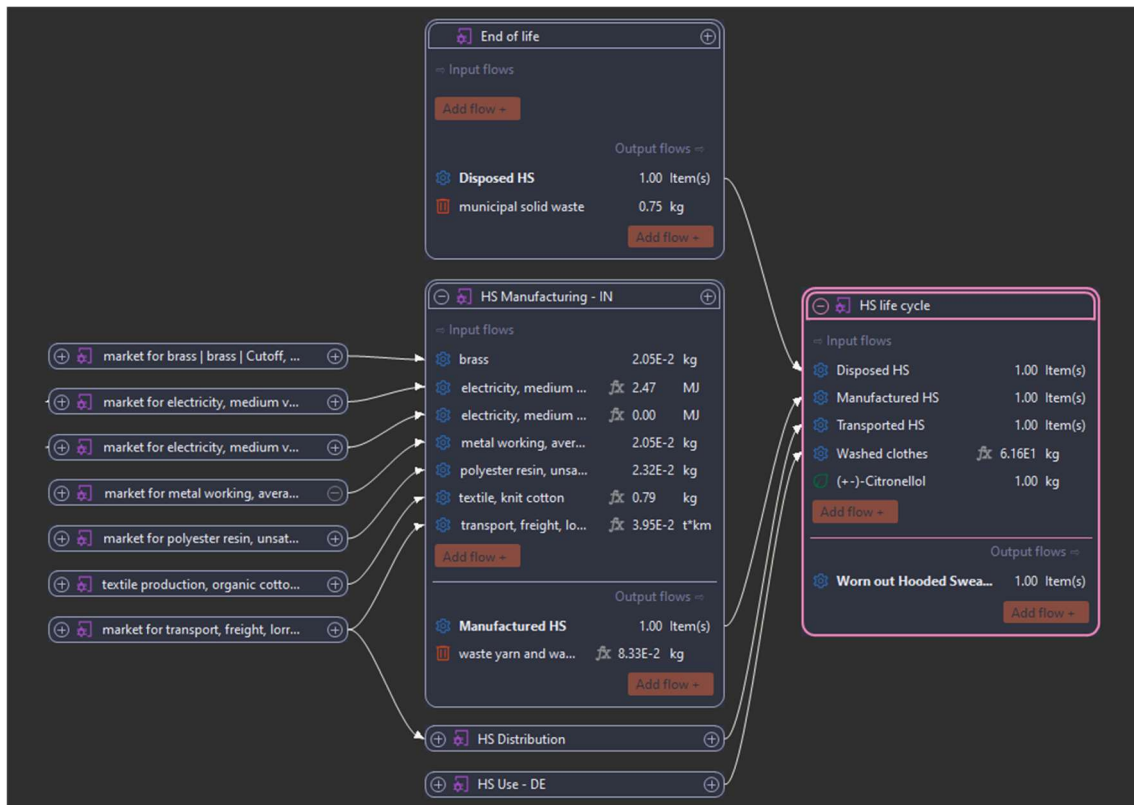 End of life
⇨ Input flows
Add flow +
Output flows ⇨
Disposed HS 1.00 Item(s)
municipal solid waste 0.75 kg
Add flow +
HS Manufacturing - IN
⇨ Input flows
brass 2.05E-2 kg
electricity, medium ... fx 2.47 MJ
electricity, medium ... fx 0.00 MJ
metal working, aver... 2.05E-2 kg
polyester resin, unsa... 2.32E-2 kg
textile, knit cotton fx 0.79 kg
transport, freight, lo... fx 3.95E-2 t*km
Add flow +
Output flows ⇨
Manufactured HS 1.00 Item(s)
waste yarn and wa... fx 8.33E-2 kg
Add flow +
market for brass | brass | Cutoff, ...
market for electricity, medium v...
market for electricity, medium v...
market for metal working, avera...
market for polyester resin, unsat...
textile production, organic cotto...
market for transport, freight, lorr...
HS Distribution
HS Use - DE
HS life cycle
⇨ Input flows
Disposed HS 1.00 Item(s)
Manufactured HS 1.00 Item(s)
Transported HS 1.00 Item(s)
Washed clothes fx 6.16E1 kg
(+-)-Citronellol 1.00 kg
Add flow +
Output flows ⇨
Worn out Hooded Swea... 1.00 Item(s)
Add flow +